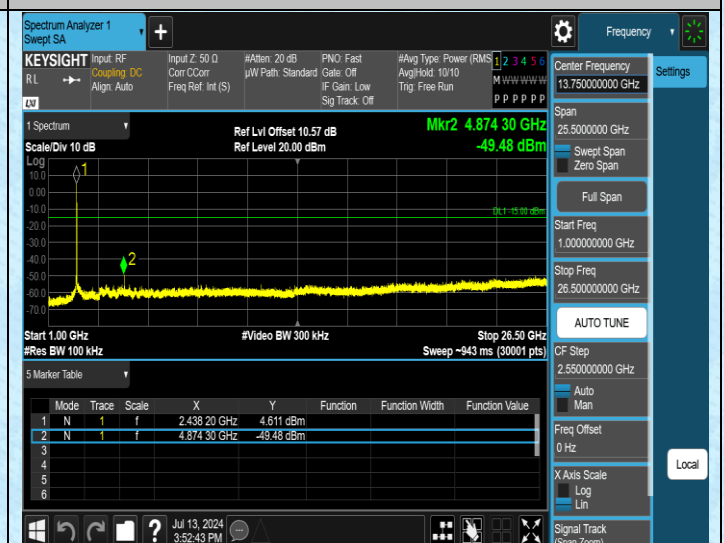 Spectrum Analyzer 1
Swept SA
+
Frequency
KEYSIGHT
RL
LXI
Input: RF
Coupling: DC
Align: Auto
Input Z: 50 Ω
Corr CCorr
Freq Ref: Int (S)
#Atten: 20 dB
µW Path: Standard
PNO: Fast
Gate: Off
IF Gain: Low
Sig Track: Off
#Avg Type: Power (RMS
Avg|Hold: 10/10
Trig: Free Run
1 2 3 4 5 6
M W W W W W
P P P P P P
1 Spectrum
Scale/Div 10 dB
Ref Lvl Offset 10.57 dB
Ref Level 20.00 dBm
Mkr2 4.874 30 GHz
-49.48 dBm
Log
10.0
0.00
-10.0
-20.0
-30.0
-40.0
-50.0
-60.0
-70.0
1
2
DL1 -15.00 dBm
Start 1.00 GHz
#Res BW 100 kHz
#Video BW 300 kHz
Stop 26.50 GHz
Sweep ~943 ms (30001 pts)
5 Marker Table
Mode Trace Scale X Y Function Function Width Function Value
1 N 1 f 2.438 20 GHz 4.611 dBm
2 N 1 f 4.874 30 GHz -49.48 dBm
3
4
5
6
?
Jul 13, 2024
3:52:43 PM
Center Frequency
13.750000000 GHz
Settings
Span
25.5000000 GHz
Swept Span
Zero Span
Full Span
Start Freq
1.000000000 GHz
Stop Freq
26.500000000 GHz
AUTO TUNE
CF Step
2.550000000 GHz
Auto
Man
Freq Offset
0 Hz
X Axis Scale
Log
Lin
Local
Signal Track
(Span Zoom)